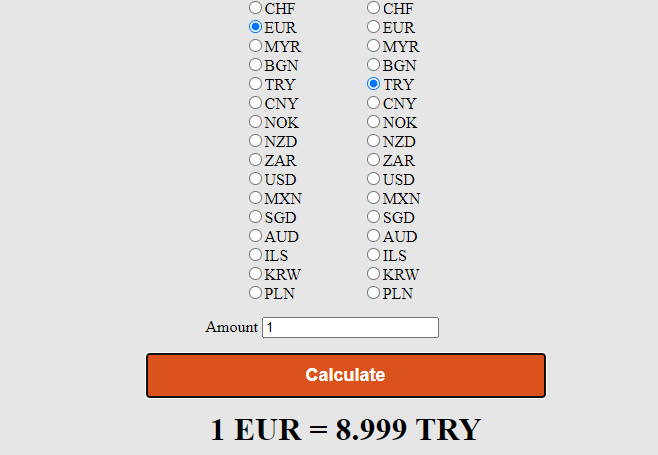 CHF CHF
EUR EUR
MYR MYR
BGN BGN
TRY TRY
CNY CNY
NOK NOK
NZD NZD
ZAR ZAR
USD USD
MXN MXN
SGD SGD
AUD AUD
ILS ILS
KRW KRW
PLN PLN
Amount 1
Calculate
1 EUR = 8.999 TRY